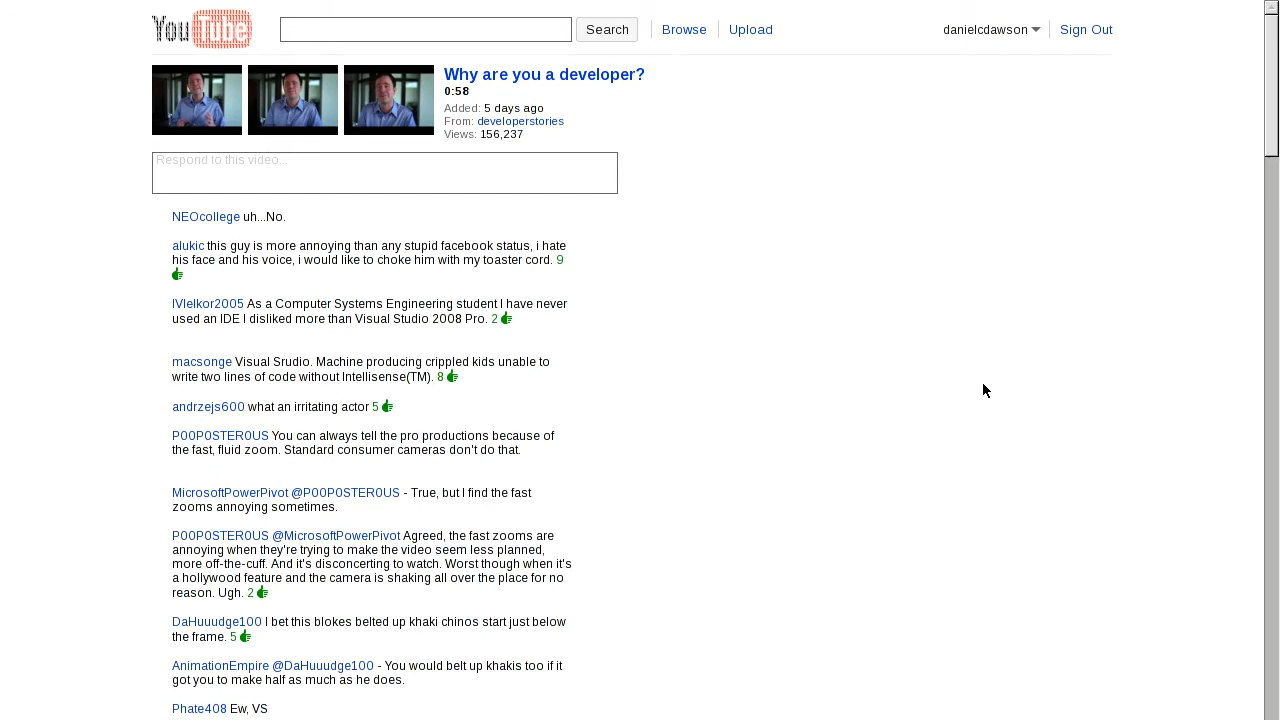 YouTube Search Browse Upload danielcdawson Sign Out
Why are you a developer?
0:58
Added: 5 days ago
From: developerstories
Views: 156,237
Respond to this video...
NEOcollege uh...No.
alukic this guy is more annoying than any stupid facebook status, i hate
his face and his voice, i would like to choke him with my toaster cord. 9
IVIelkor2005 As a Computer Systems Engineering student I have never
used an IDE I disliked more than Visual Studio 2008 Pro. 2
macsonge Visual Srudio. Machine producing crippled kids unable to
write two lines of code without Intellisense(TM). 8
andrzejs600 what an irritating actor 5
P00P0STER0US You can always tell the pro productions because of
the fast, fluid zoom. Standard consumer cameras don't do that.
MicrosoftPowerPivot @P00P0STER0US - True, but I find the fast
zooms annoying sometimes.
P00P0STER0US @MicrosoftPowerPivot Agreed, the fast zooms are
annoying when they're trying to make the video seem less planned,
more off-the-cuff. And it's disconcerting to watch. Worst though when it's
a hollywood feature and the camera is shaking all over the place for no
reason. Ugh. 2
DaHuuudge100 I bet this blokes belted up khaki chinos start just below
the frame. 5
AnimationEmpire @DaHuuudge100 - You would belt up khakis too if it
got you to make half as much as he does.
Phate408 Ew, VS